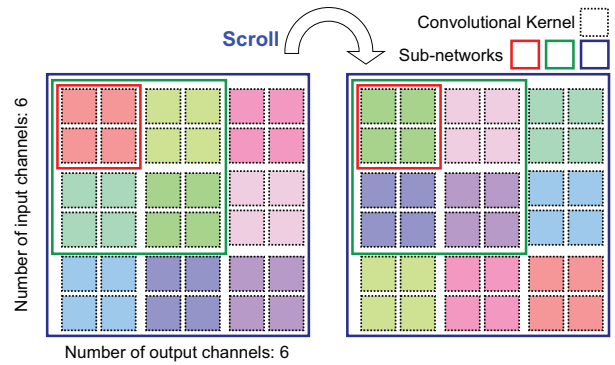 Scroll
Convolutional Kernel
Sub-networks
Number of input channels: 6
Number of output channels: 6